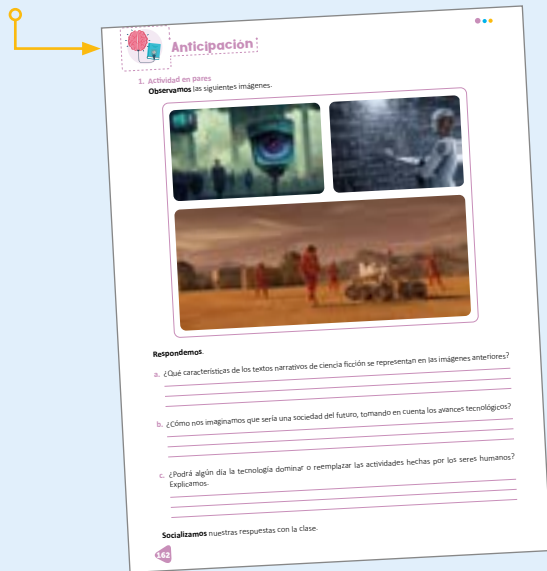 Anticipación
1. Actividad en pares
Observamos las siguientes imágenes.
Respondemos.
a. ¿Qué características de los textos narrativos de ciencia ficción se representan en las imágenes anteriores?
b. ¿Cómo nos imaginamos que sería una sociedad del futuro, tomando en cuenta los avances tecnológicos?
c. ¿Podrá algún día la tecnología dominar o reemplazar las actividades hechas por los seres humanos?
Explicamos.
Socializamos nuestras respuestas con la clase.
162